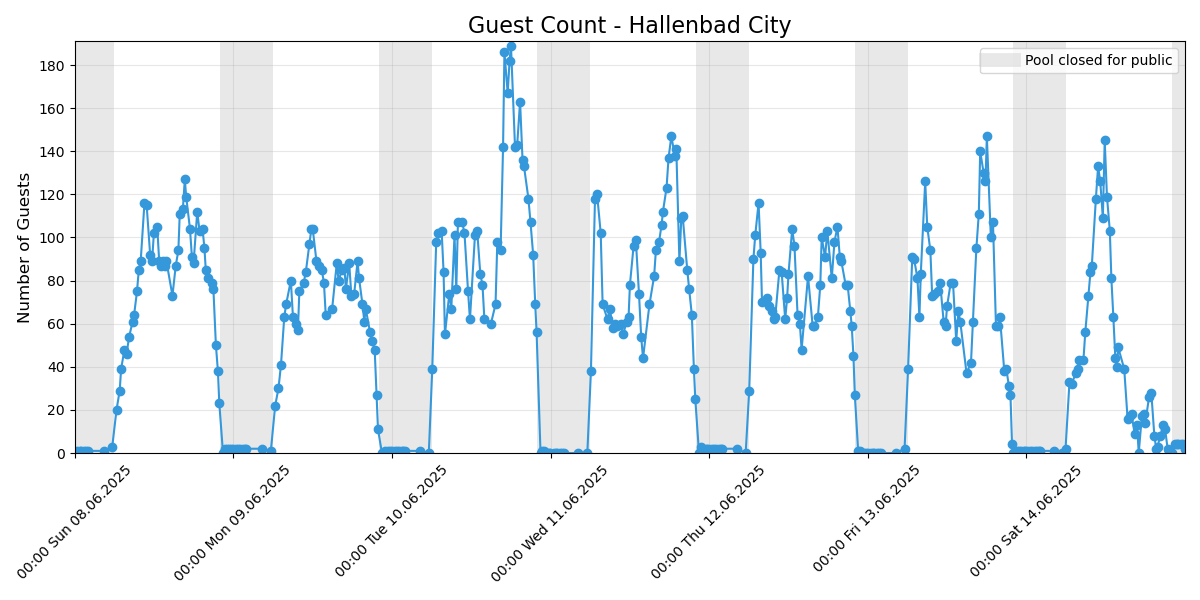 Guest Count - Hallenbad City
Pool closed for public
Number of Guests
180
160
140
120
100
80
60
40
20
0
00:00 Sun 08.06.2025
00:00 Mon 09.06.2025
00:00 Tue 10.06.2025
00:00 Wed 11.06.2025
00:00 Thu 12.06.2025
00:00 Fri 13.06.2025
00:00 Sat 14.06.2025